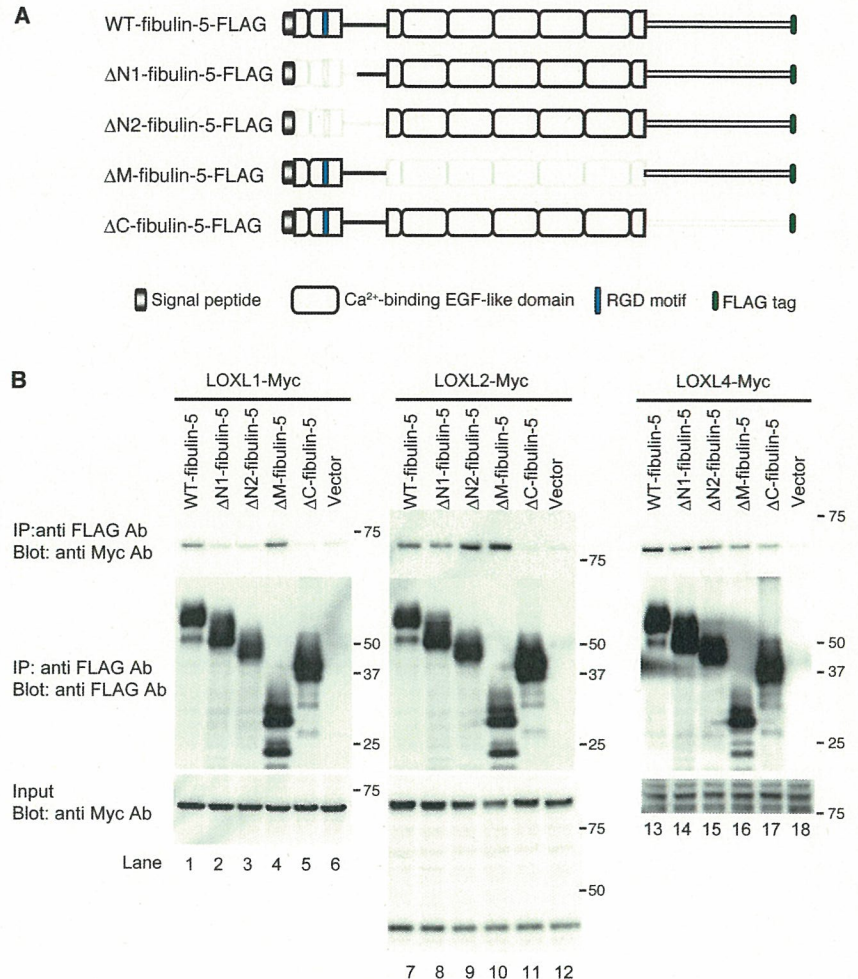 A
WT-fibulin-5-FLAG
ΔN1-fibulin-5-FLAG
ΔN2-fibulin-5-FLAG
ΔM-fibulin-5-FLAG
ΔC-fibulin-5-FLAG
Signal peptide
Ca²⁺-binding EGF-like domain
RGD motif
FLAG tag
B
LOXL1-Myc
LOXL2-Myc
LOXL4-Myc
WT-fibulin-5
ΔN1-fibulin-5
ΔN2-fibulin-5
ΔM-fibulin-5
ΔC-fibulin-5
Vector
WT-fibulin-5
ΔN1-fibulin-5
ΔN2-fibulin-5
ΔM-fibulin-5
ΔC-fibulin-5
Vector
WT-fibulin-5
ΔN1-fibulin-5
ΔN2-fibulin-5
ΔM-fibulin-5
ΔC-fibulin-5
Vector
IP:anti FLAG Ab
Blot: anti Myc Ab
-75
-75
-75
IP: anti FLAG Ab
Blot: anti FLAG Ab
-50
-37
-25
-50
-37
-25
-50
-37
-25
Input
Blot: anti Myc Ab
-75
-75
-50
-75
Lane 1 2 3 4 5 6
7 8 9 10 11 12
13 14 15 16 17 18